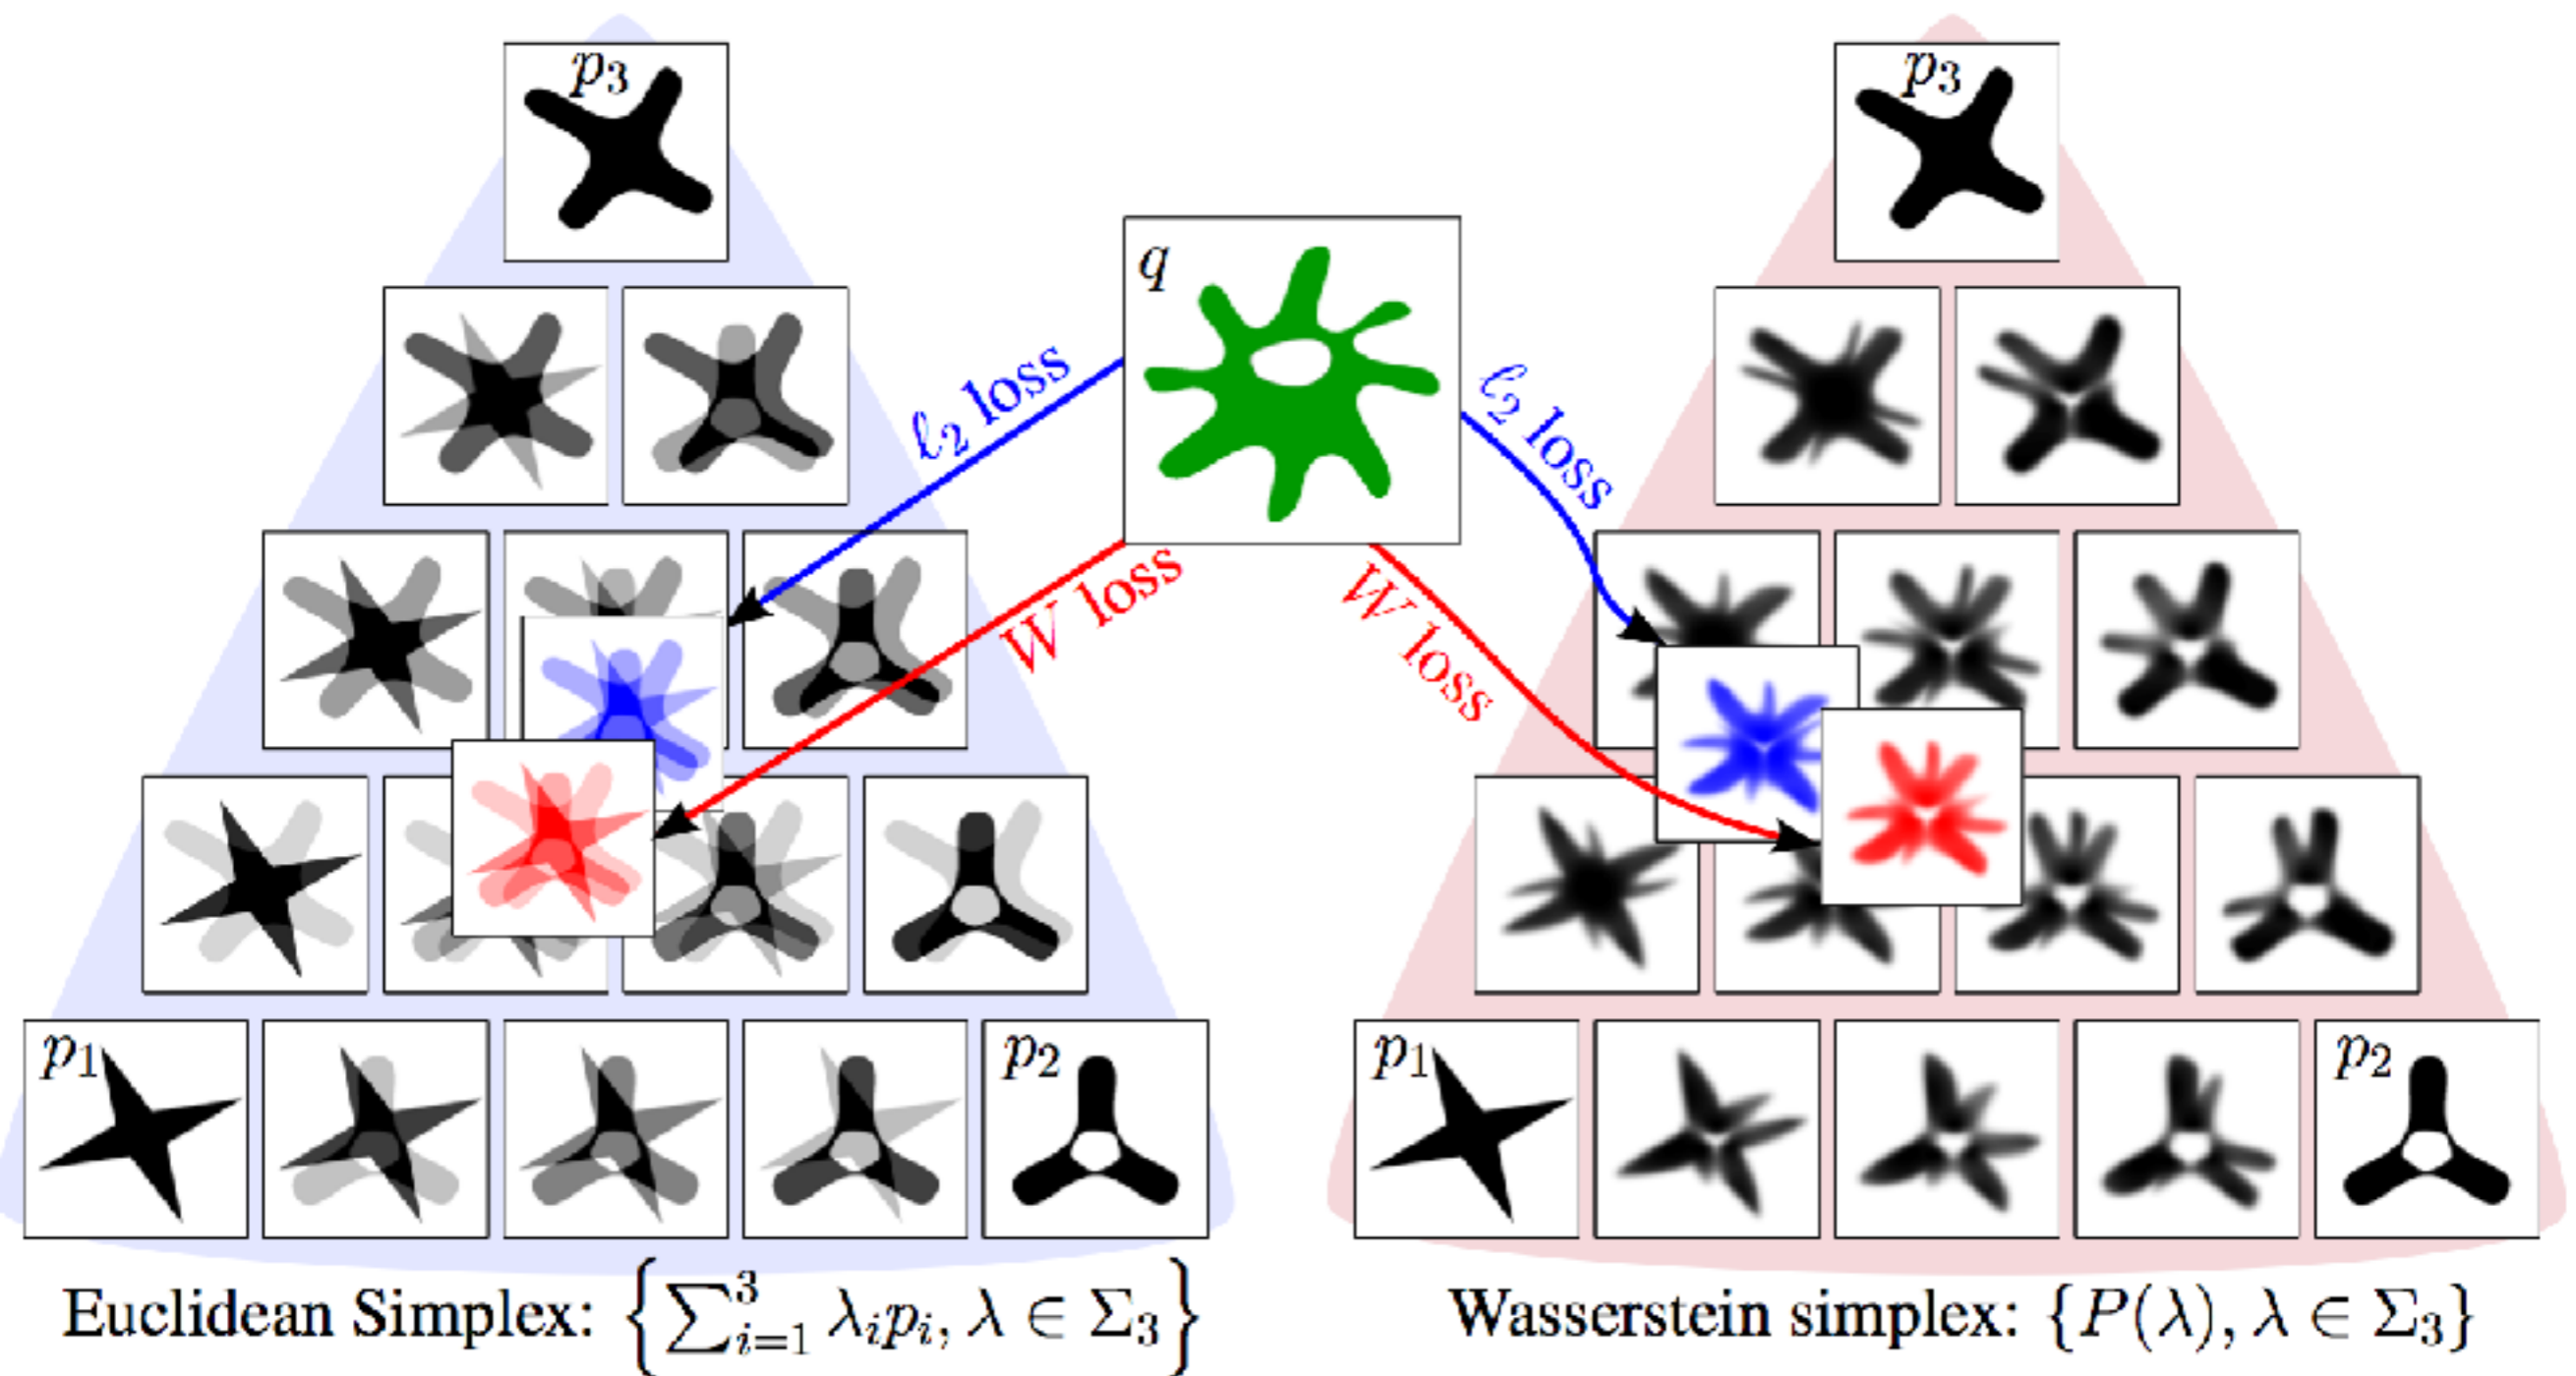 p₃
p₃
q
ℓ₂ loss
ℓ₂ loss
W loss
W loss
p₁
p₂
p₁
p₂
Euclidean Simplex: {∑³ᵢ₌₁ λᵢpᵢ, λ ∈ Σ₃}
Wasserstein simplex: {P(λ), λ ∈ Σ₃}